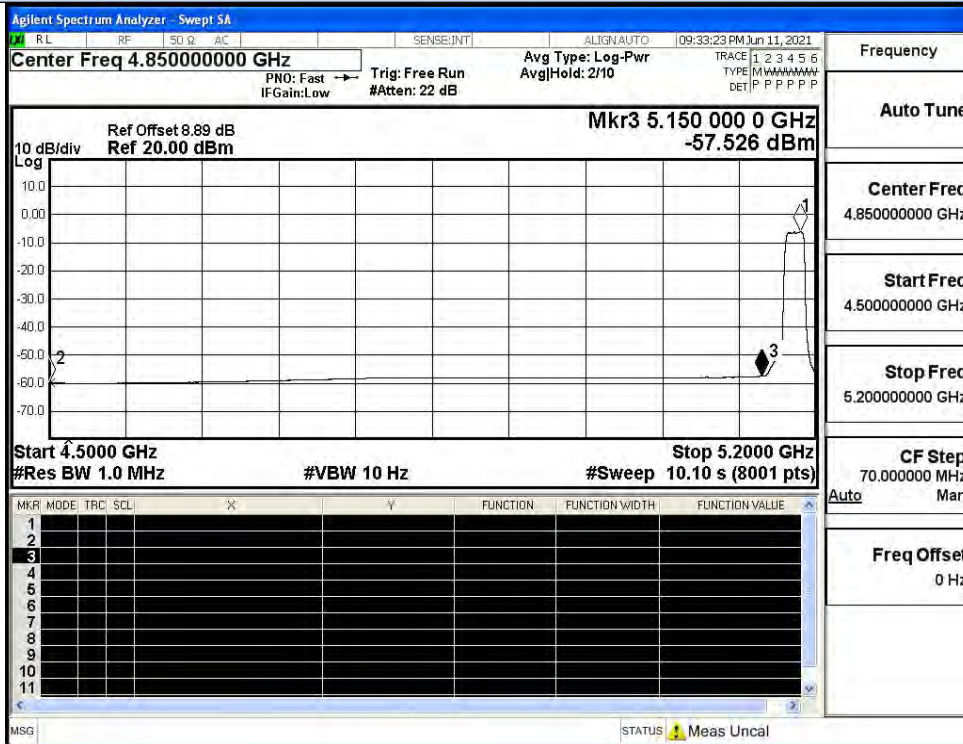 Agilent Spectrum Analyzer - Swept SA
RL RF 50 Ω AC SENSE:INT ALIGNAUTO 09:33:23 PM Jun 11, 2021
Center Freq 4.850000000 GHz
PNO: Fast
IFGain:Low
Trig: Free Run
#Atten: 22 dB
Avg Type: Log-Pwr
Avg|Hold: 2/10
TRACE 1 2 3 4 5 6
TYPE MWWWWW
DET P P P P P P
Ref Offset 8.89 dB
Ref 20.00 dBm
10 dB/div
Log
Mkr3 5.150 000 0 GHz
-57.526 dBm
10.0
0.00
-10.0
-20.0
-30.0
-40.0
-50.0
-60.0
-70.0
1
2
3
Start 4.5000 GHz
Stop 5.2000 GHz
#Res BW 1.0 MHz
#VBW 10 Hz
#Sweep 10.10 s (8001 pts)
MKR MODE TRC SCL X Y FUNCTION FUNCTION WIDTH FUNCTION VALUE
1
2
3
4
5
6
7
8
9
10
11
MSG
STATUS
Meas Uncal
Frequency
Auto Tune
Center Freq
4.850000000 GHz
Start Freq
4.500000000 GHz
Stop Freq
5.200000000 GHz
CF Step
70.000000 MHz
Auto Man
Freq Offset
0 Hz